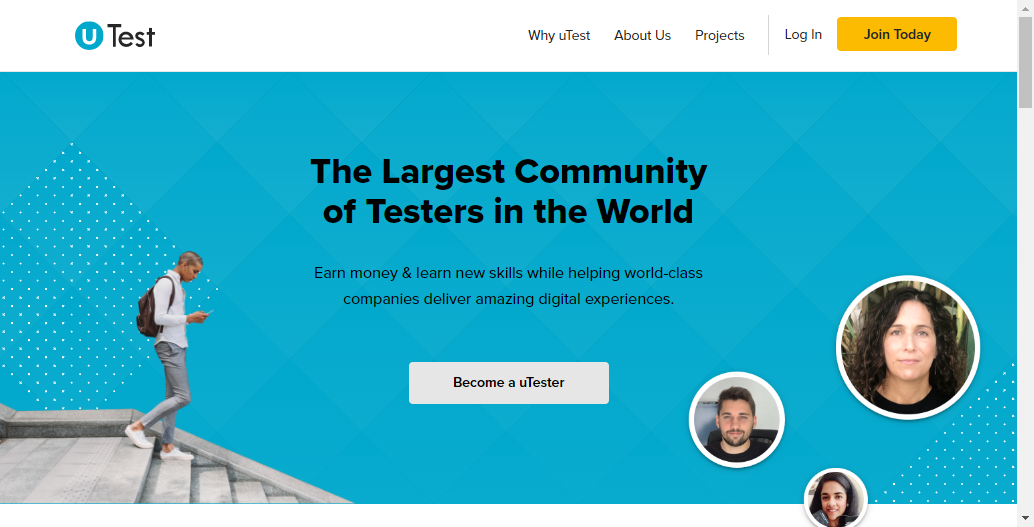 uTest
Why uTest
About Us
Projects
Log In
Join Today
The Largest Community
of Testers in the World
Earn money & learn new skills while helping world-class
companies deliver amazing digital experiences.
Become a uTester